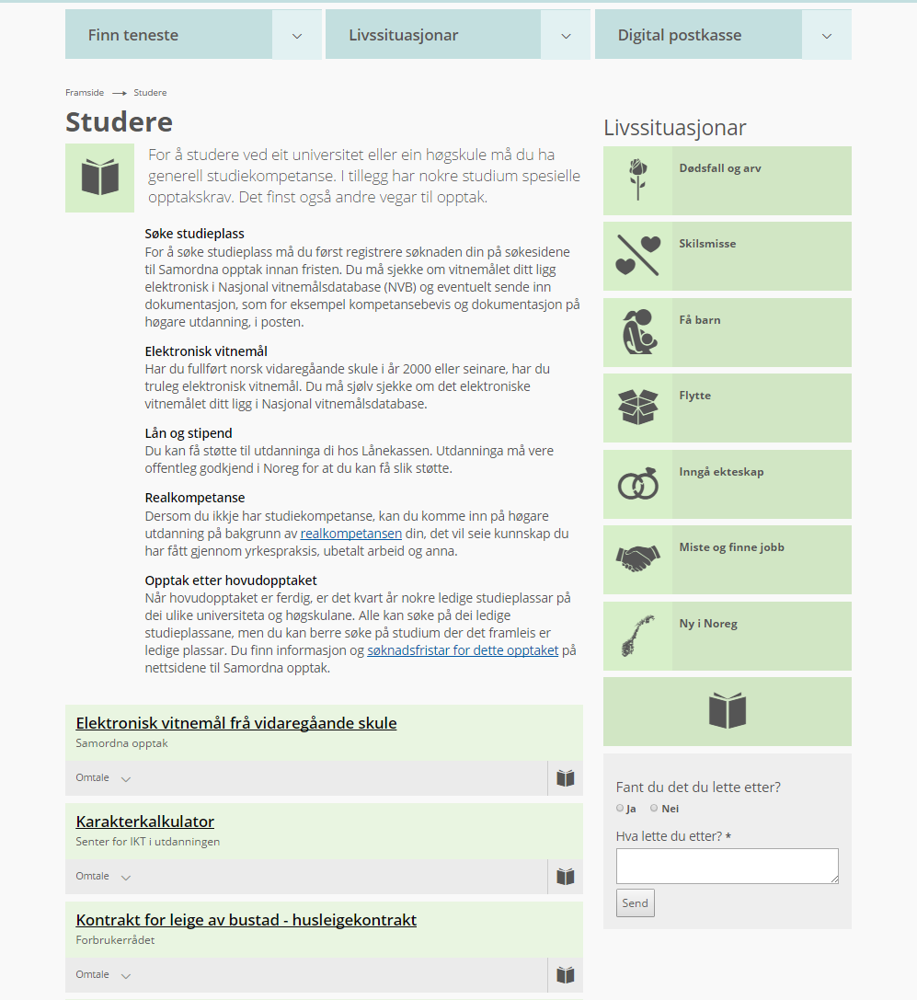 Finn teneste
Livssituasjonar
Digital postkasse
Framside
Studere
Studere
For å studere ved eit universitet eller ein høgskule må du ha
generell studiekompetanse. I tillegg har nokre studium spesielle
opptakskrav. Det finst også andre vegar til opptak.
Søke studieplass
For å søke studieplass må du først registrere søknaden din på søkesidene
til Samordna opptak innan fristen. Du må sjekke om vitnemålet ditt ligg
elektronisk i Nasjonal vitnemålsdatabase (NVB) og eventuelt sende inn
dokumentasjon, som for eksempel kompetansebevis og dokumentasjon på
høgare utdanning, i posten.
Elektronisk vitnemål
Har du fullført norsk vidaregåande skule i år 2000 eller seinare, har du
truleg elektronisk vitnemål. Du må sjølv sjekke om det elektroniske
vitnemålet ditt ligg i Nasjonal vitnemålsdatabase.
Lån og stipend
Du kan få støtte til utdanninga di hos Lånekassen. Utdanninga må vere
offentleg godkjend i Noreg for at du kan få slik støtte.
Realkompetanse
Dersom du ikkje har studiekompetanse, kan du komme inn på høgare
utdanning på bakgrunn av realkompetansen din, det vil seie kunnskap du
har fått gjennom yrkespraksis, ubetalt arbeid og anna.
Opptak etter hovudopptaket
Når hovudopptaket er ferdig, er det kvart år nokre ledige studieplassar på
dei ulike universiteta og høgskulane. Alle kan søke på dei ledige
studieplassane, men du kan berre søke på studium der det framleis er
ledige plassar. Du finn informasjon og søknadsfristar for dette opptaket på
nettsidene til Samordna opptak.
Elektronisk vitnemål frå vidaregåande skule
Samordna opptak
Omtale
Karakterkalkulator
Senter for IKT i utdanningen
Omtale
Kontrakt for leige av bustad - husleigekontrakt
Forbrukerrådet
Omtale
Livssituasjonar
Dødsfall og arv
Skilsmisse
Få barn
Flytte
Inngå ekteskap
Miste og finne jobb
Ny i Noreg
Fant du det du lette etter?
Ja Nei
Hva lette du etter? *
Send